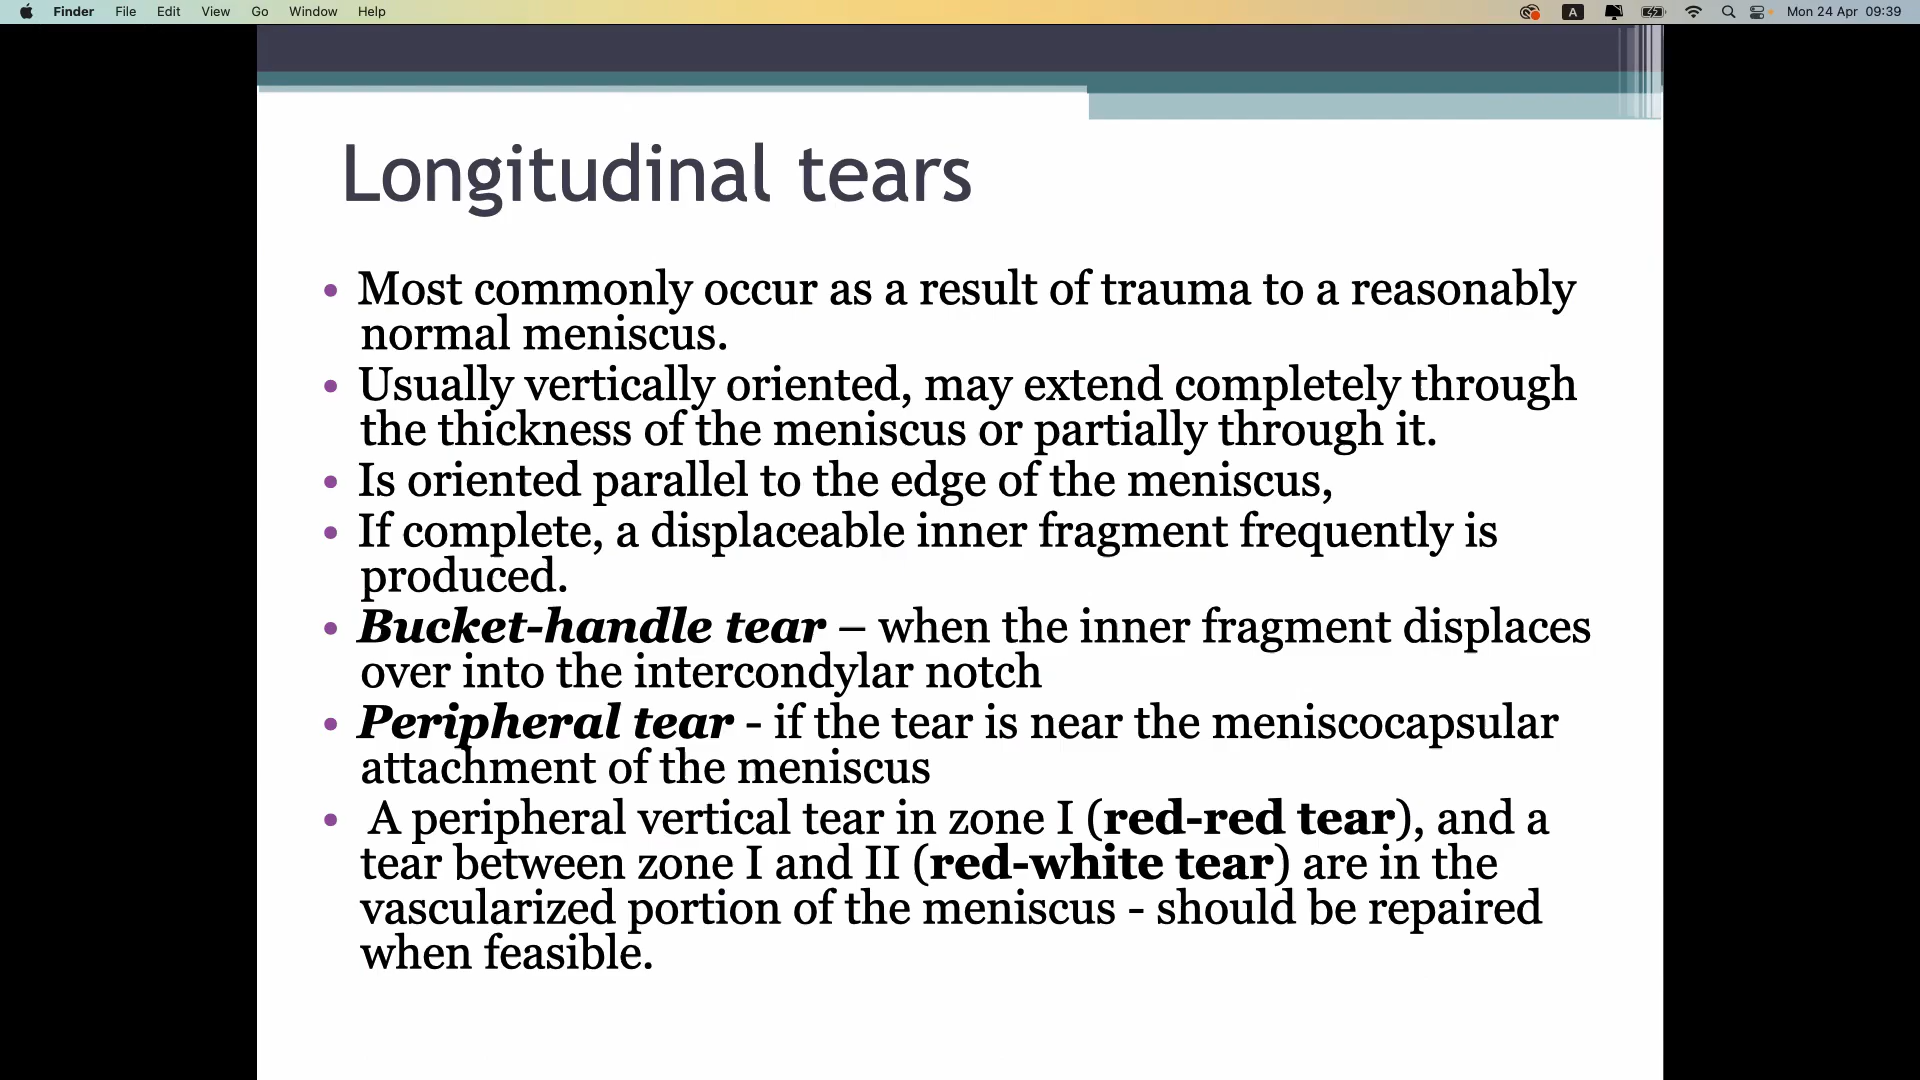 Finder File Edit View Go Window Help A Mon 24 Apr 09:39
Longitudinal tears
• Most commonly occur as a result of trauma to a reasonably
normal meniscus.
• Usually vertically oriented, may extend completely through
the thickness of the meniscus or partially through it.
• Is oriented parallel to the edge of the meniscus,
• If complete, a displaceable inner fragment frequently is
produced.
• Bucket-handle tear – when the inner fragment displaces
over into the intercondylar notch
• Peripheral tear - if the tear is near the meniscocapsular
attachment of the meniscus
• A peripheral vertical tear in zone I (red-red tear), and a
tear between zone I and II (red-white tear) are in the
vascularized portion of the meniscus - should be repaired
when feasible.